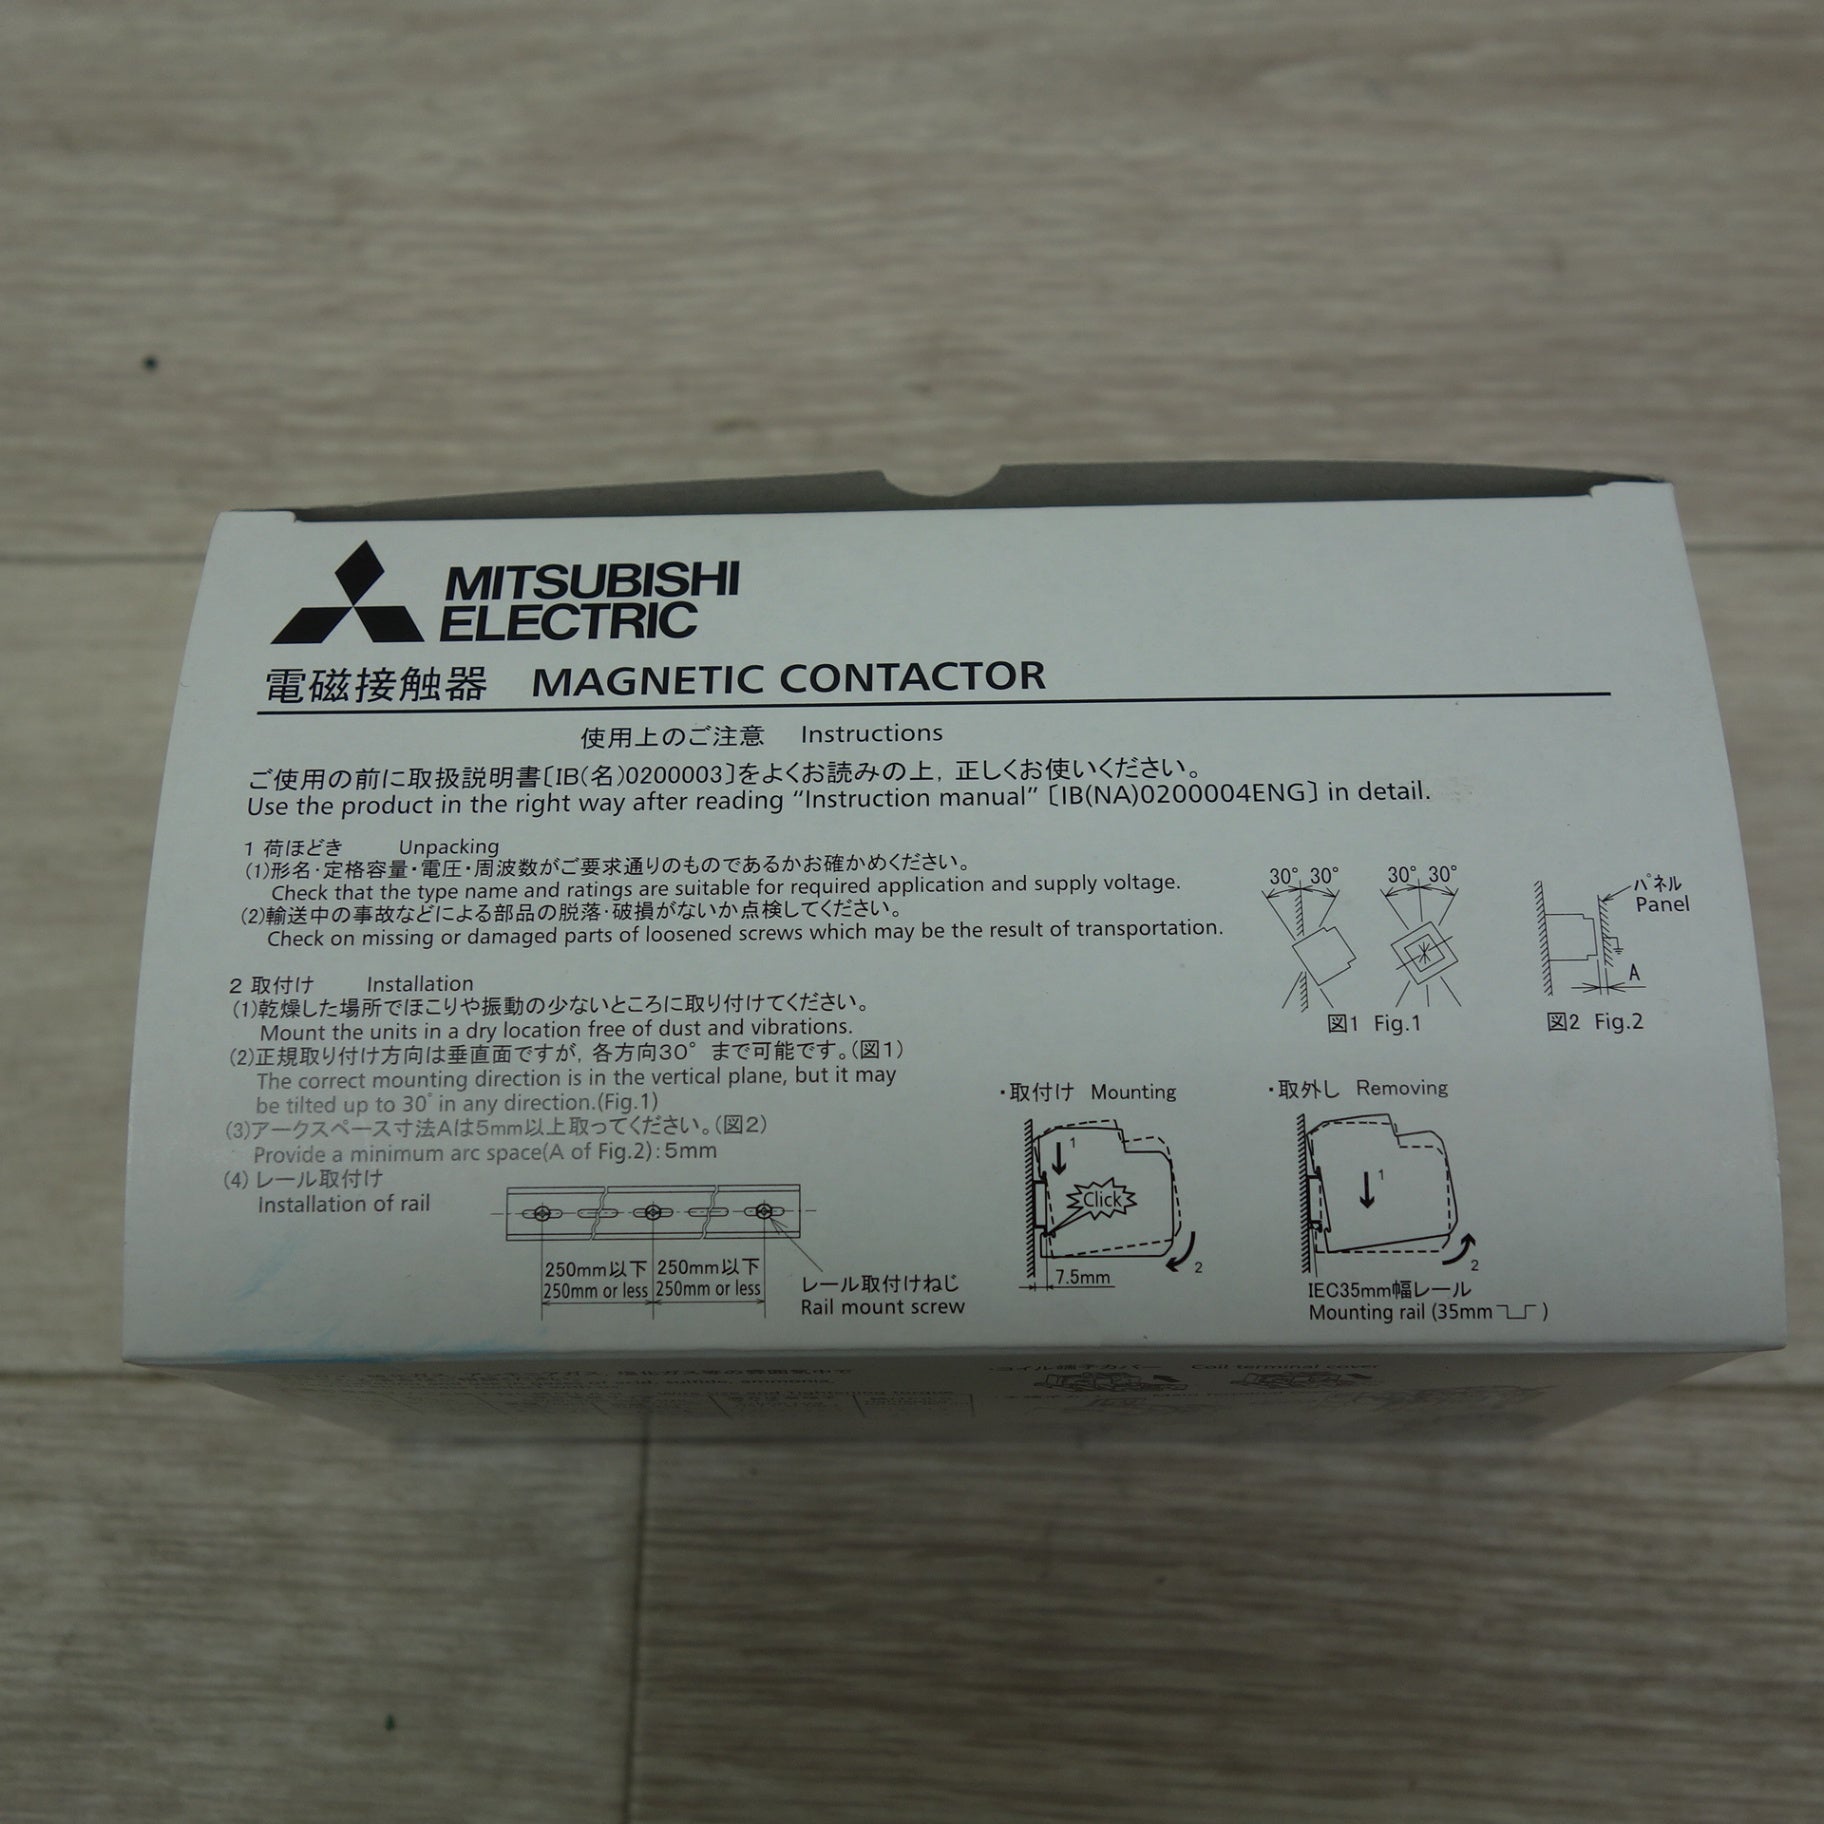 MITSUBISHI
ELECTRIC
電磁接触器 MAGNETIC CONTACTOR
使用上のご注意 Instructions
ご使用の前に取扱説明書〔IB(名)0200003〕をよくお読みの上，正しくお使いください。
Use the product in the right way after reading “Instruction manual” 〔IB(NA)0200004ENG〕 in detail.
1 荷ほどき Unpacking
(1)形名・定格容量・電圧・周波数がご要求通りのものであるかお確かめください。
Check that the type name and ratings are suitable for required application and supply voltage.
(2)輸送中の事故などによる部品の脱落・破損がないか点検してください。
Check on missing or damaged parts of loosened screws which may be the result of transportation.
30° 30° 30° 30°
パネル
Panel
A
図1 Fig.1 図2 Fig.2
2 取付け Installation
(1)乾燥した場所でほこりや振動の少ないところに取り付けてください。
Mount the units in a dry location free of dust and vibrations.
(2)正規取り付け方向は垂直面ですが，各方向30° まで可能です。(図1)
The correct mounting direction is in the vertical plane, but it may
be tilted up to 30° in any direction.(Fig.1)
(3)アークスペース寸法Aは5mm以上取ってください。(図2)
Provide a minimum arc space(A of Fig.2): 5mm
(4) レール取付け
Installation of rail
250mm以下 250mm以下
250mm or less 250mm or less
レール取付けねじ
Rail mount screw
・取付け Mounting
1
Click
2
7.5mm
・取外し Removing
1
2
IEC35mm幅レール
Mounting rail (35mm )
コイル端子カバー Coil terminal cover